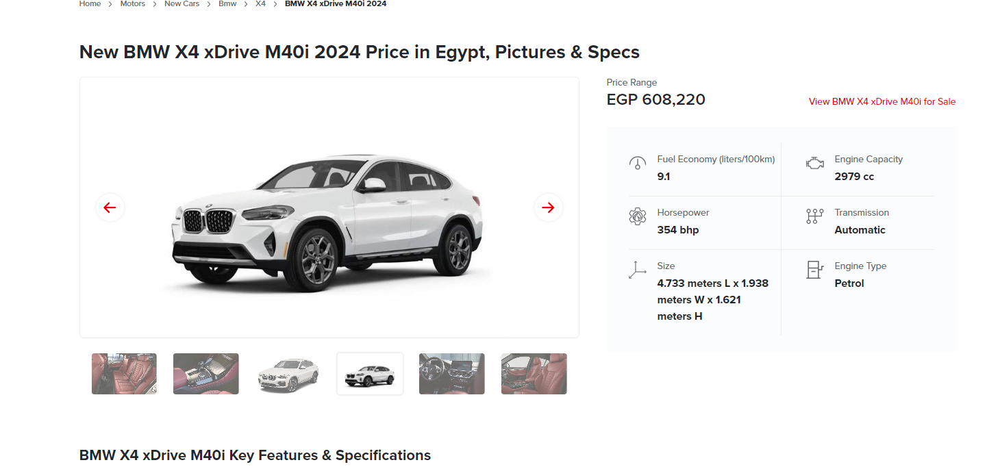 Home > Motors > New Cars > Bmw > X4 > BMW X4 xDrive M40i 2024
New BMW X4 xDrive M40i 2024 Price in Egypt, Pictures & Specs
Price Range
EGP 608,220
View BMW X4 xDrive M40i for Sale
Fuel Economy (liters/100km)
9.1
Engine Capacity
2979 cc
Horsepower
354 bhp
Transmission
Automatic
Size
4.733 meters L x 1.938
meters W x 1.621
meters H
Engine Type
Petrol
BMW X4 xDrive M40i Key Features & Specifications